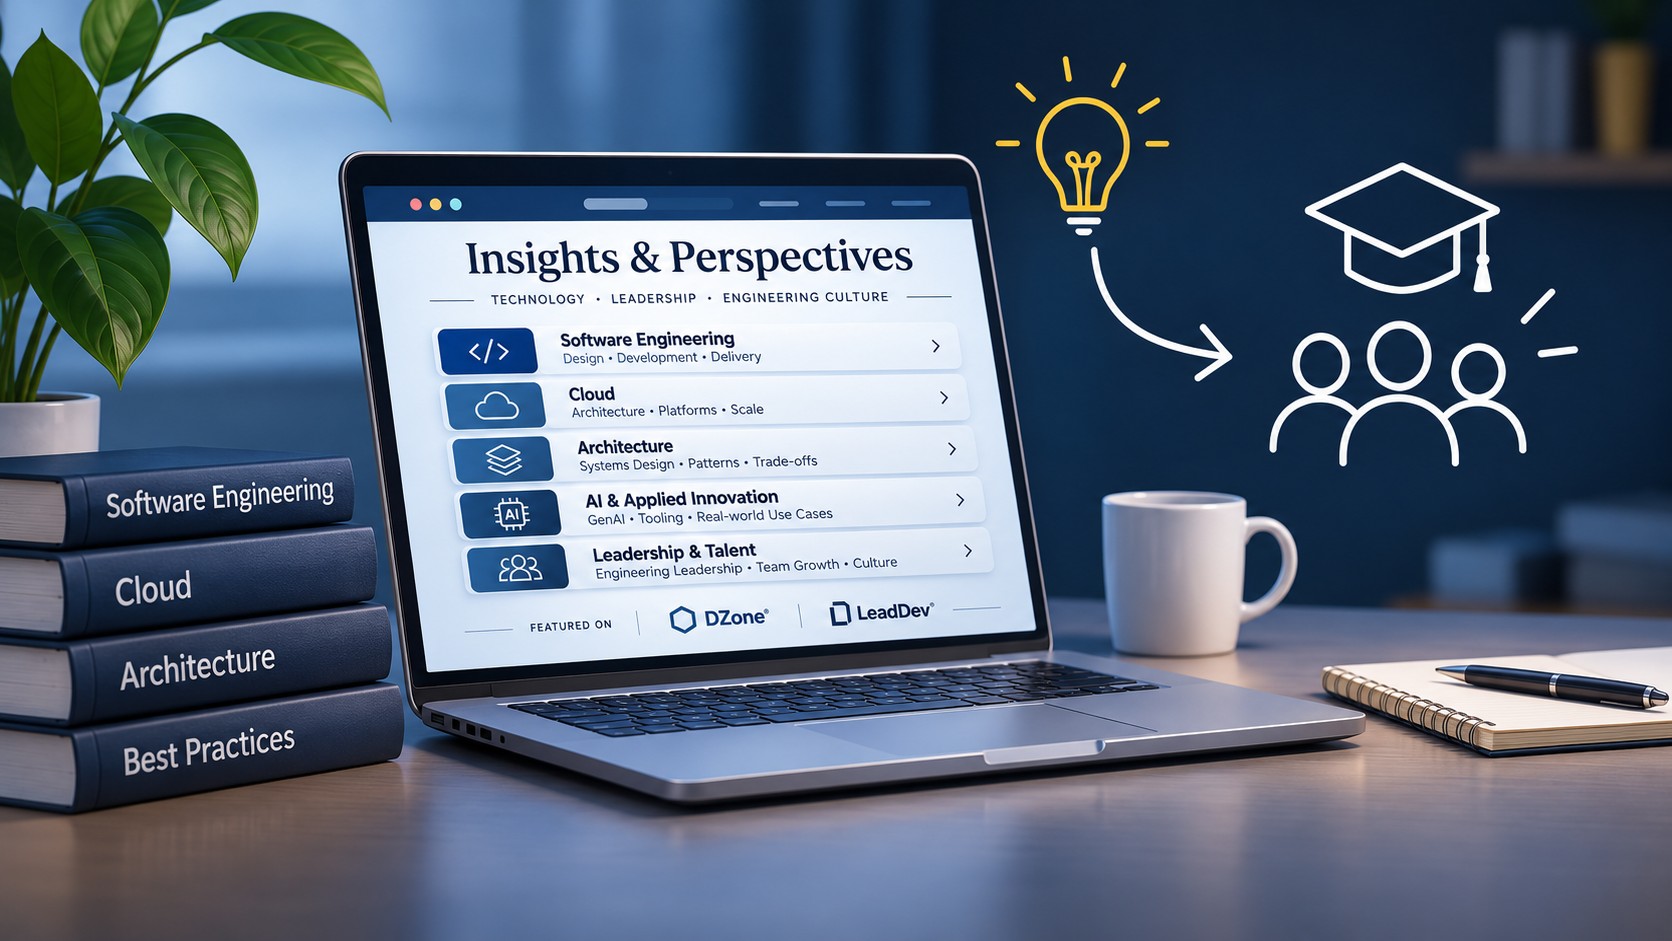 Insights & Perspectives
TECHNOLOGY • LEADERSHIP • ENGINEERING CULTURE
</>
Software Engineering
Design • Development • Delivery
Cloud
Architecture • Platforms • Scale
Architecture
Systems Design • Patterns • Trade-offs
AI
AI & Applied Innovation
GenAI • Tooling • Real-world Use Cases
Leadership & Talent
Engineering Leadership • Team Growth • Culture
FEATURED ON
DZone®
LeadDev®
Software Engineering
Cloud
Architecture
Best Practices